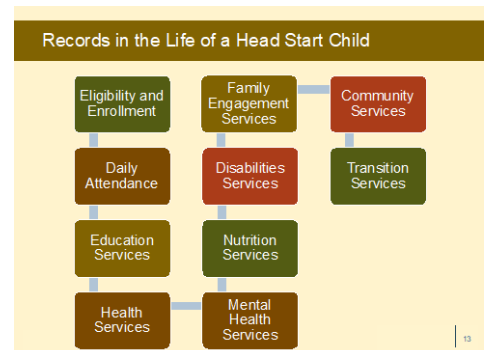 Records in the Life of a Head Start Child
Eligibility and
Enrollment
Daily
Attendance
Education
Services
Health
Services
Mental
Health
Services
Nutrition
Services
Disabilities
Services
Family
Engagement
Services
Community
Services
Transition
Services
13